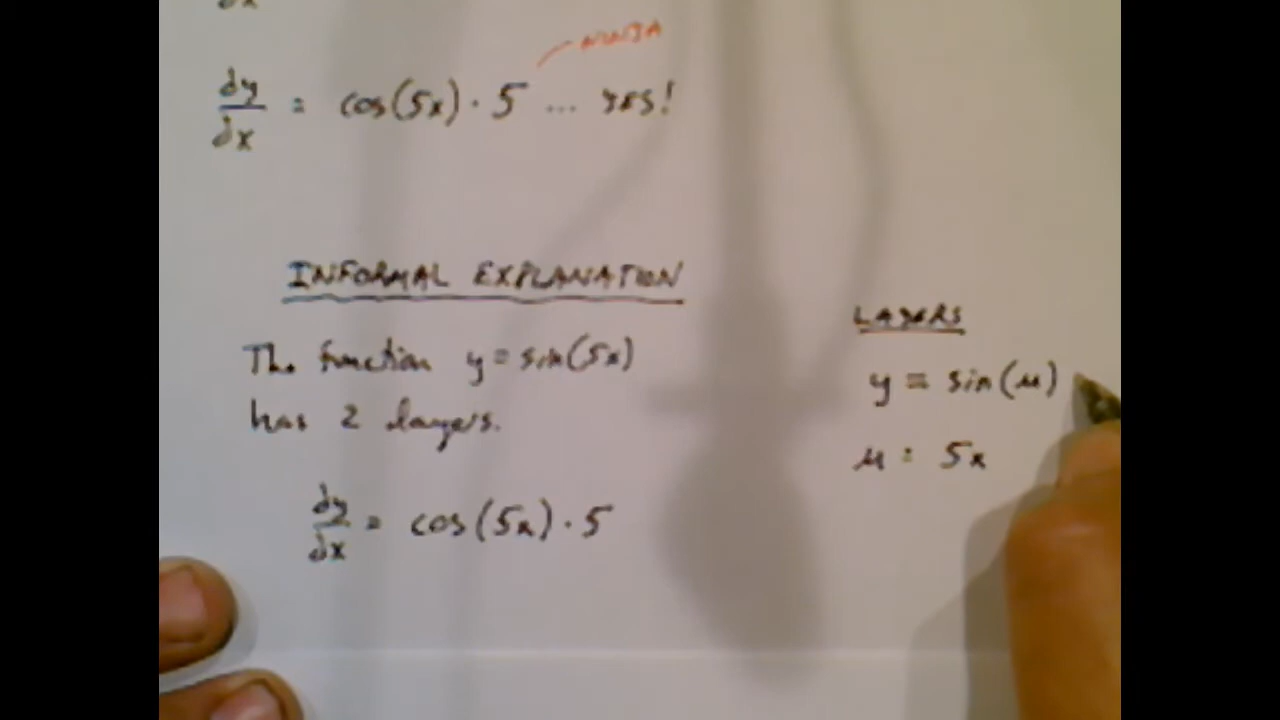 NINJA
dy/dx = cos(5x) · 5 ... YES!
INFORMAL EXPLANATION
The function y = sin(5x)
has 2 layers.
dy/dx = cos(5x) · 5
LAYERS
y = sin(u)
u = 5x